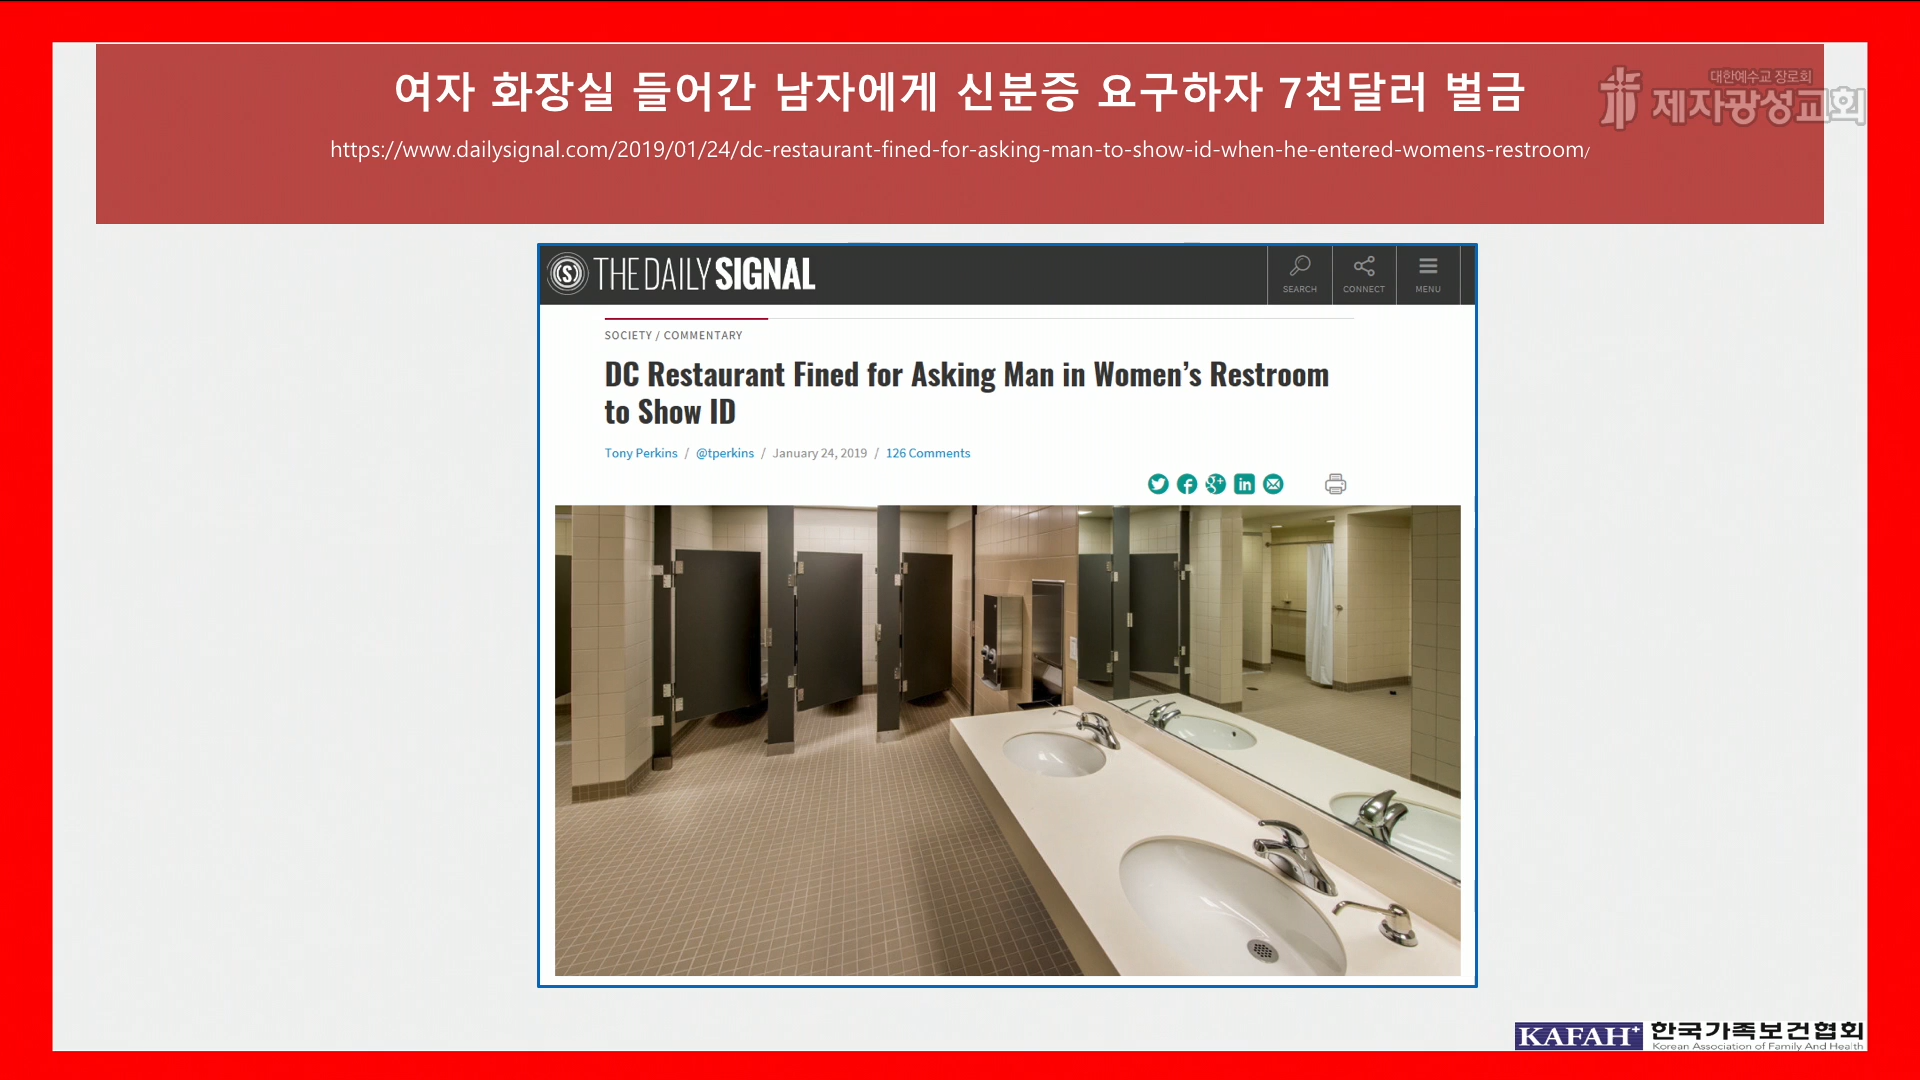 여자 화장실 들어간 남자에게 신분증 요구하자 7천달러 벌금
대한예수교 장로회
제자광성교회
https://www.dailysignal.com/2019/01/24/dc-restaurant-fined-for-asking-man-to-show-id-when-he-entered-womens-restroom/
THE DAILY SIGNAL
SEARCH
CONNECT
MENU
SOCIETY / COMMENTARY
DC Restaurant Fined for Asking Man in Women’s Restroom
to Show ID
Tony Perkins / @tperkins / January 24, 2019 / 126 Comments
KAFAH+ 한국가족보건협회
Korean Association of Family And Health